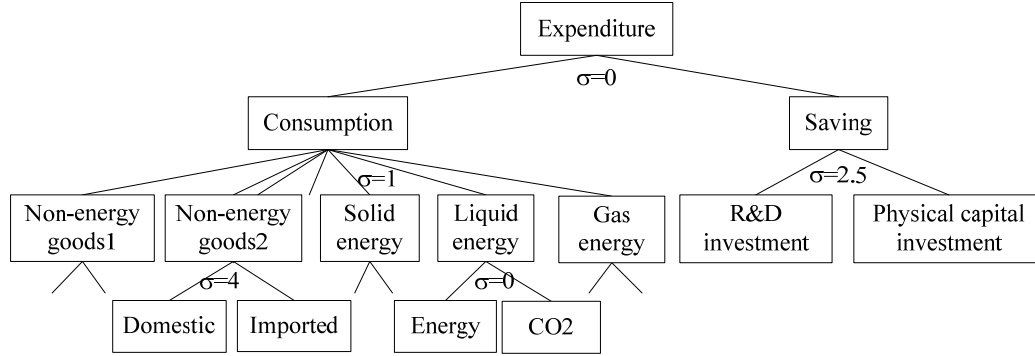 Expenditure
σ=0
Consumption
Saving
σ=1
σ=2.5
Non-energy
goods1
Non-energy
goods2
Solid
energy
Liquid
energy
Gas
energy
R&D
investment
Physical capital
investment
σ=4
σ=0
Domestic
Imported
Energy
CO2